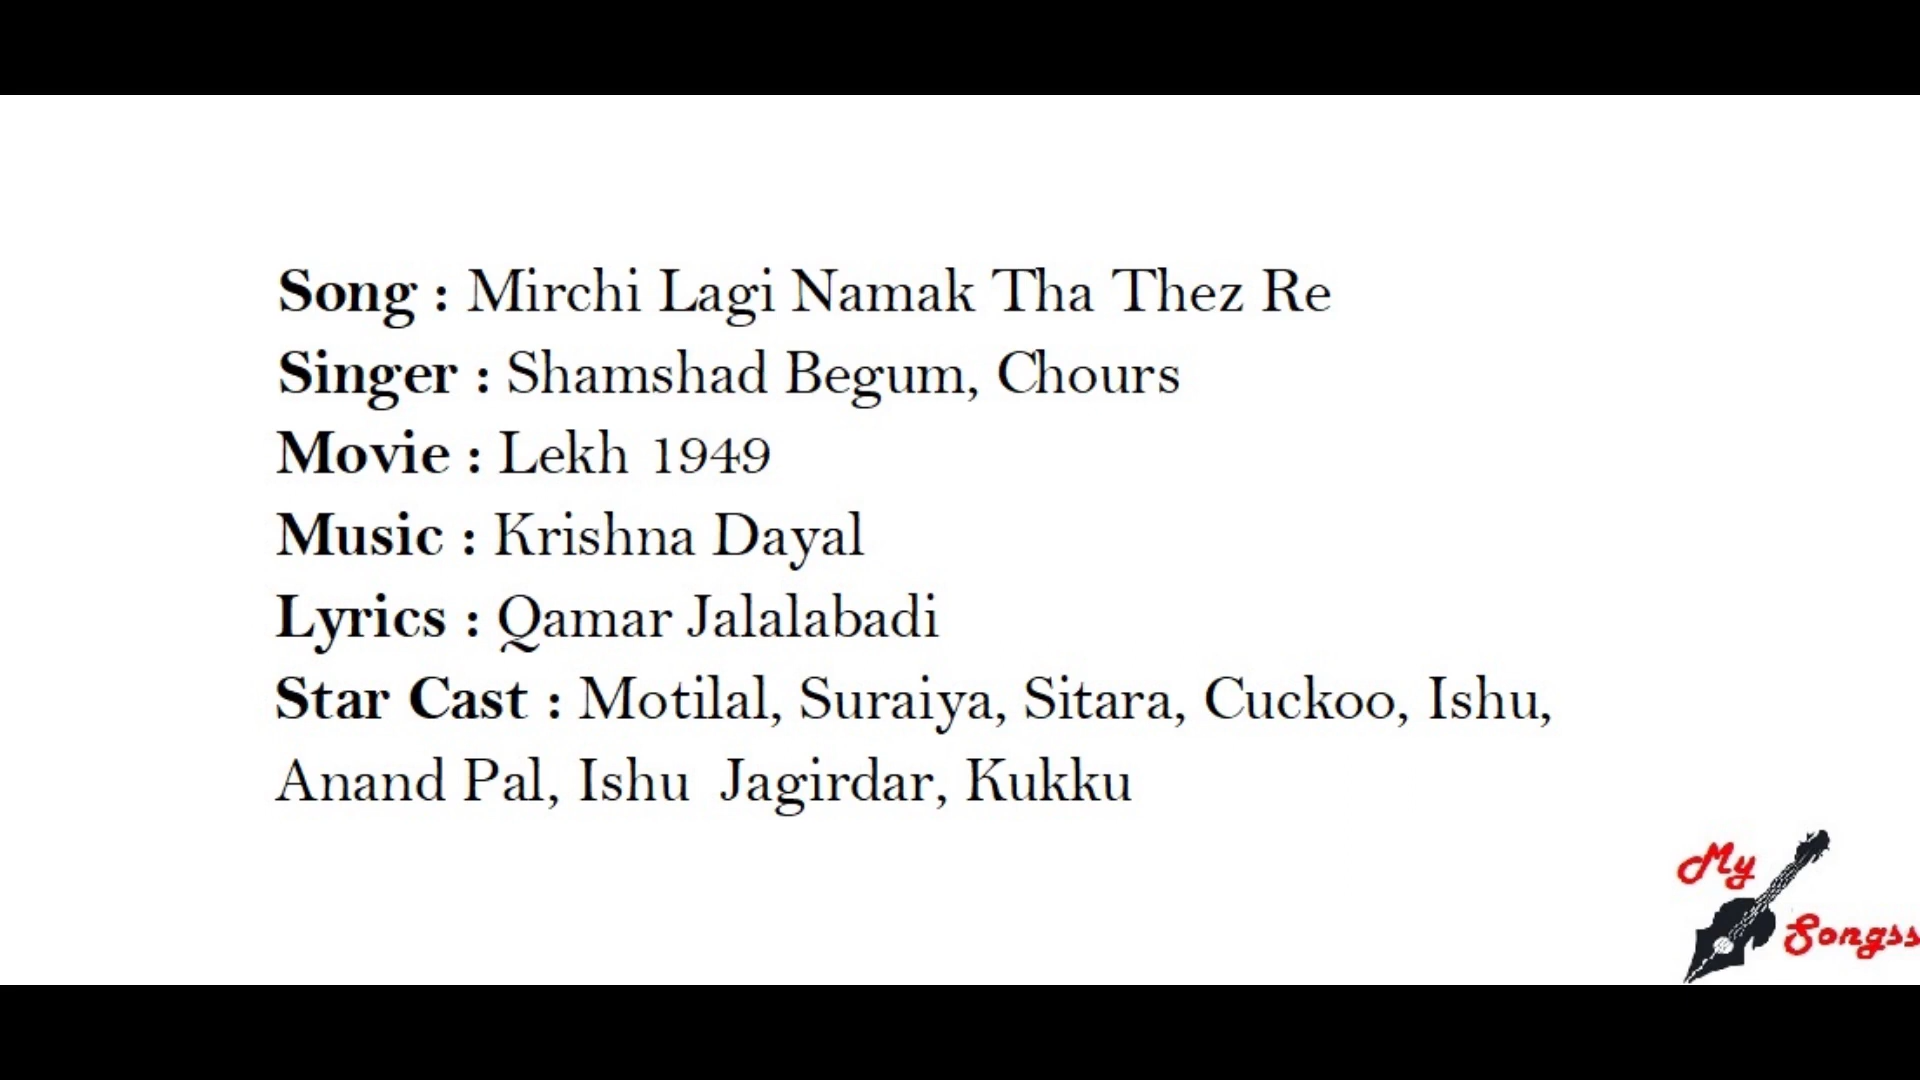 Song : Mirchi Lagi Namak Tha Thez Re
Singer : Shamshad Begum, Chours
Movie : Lekh 1949
Music : Krishna Dayal
Lyrics : Qamar Jalalabadi
Star Cast : Motilal, Suraiya, Sitara, Cuckoo, Ishu,
Anand Pal, Ishu  Jagirdar, Kukku
My
Songss